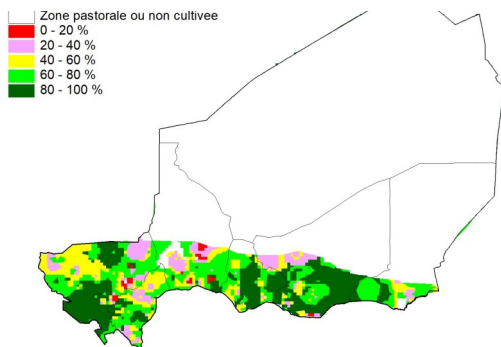 Zone pastorale ou non cultivee
0 - 20 %
20 - 40 %
40 - 60 %
60 - 80 %
80 - 100 %